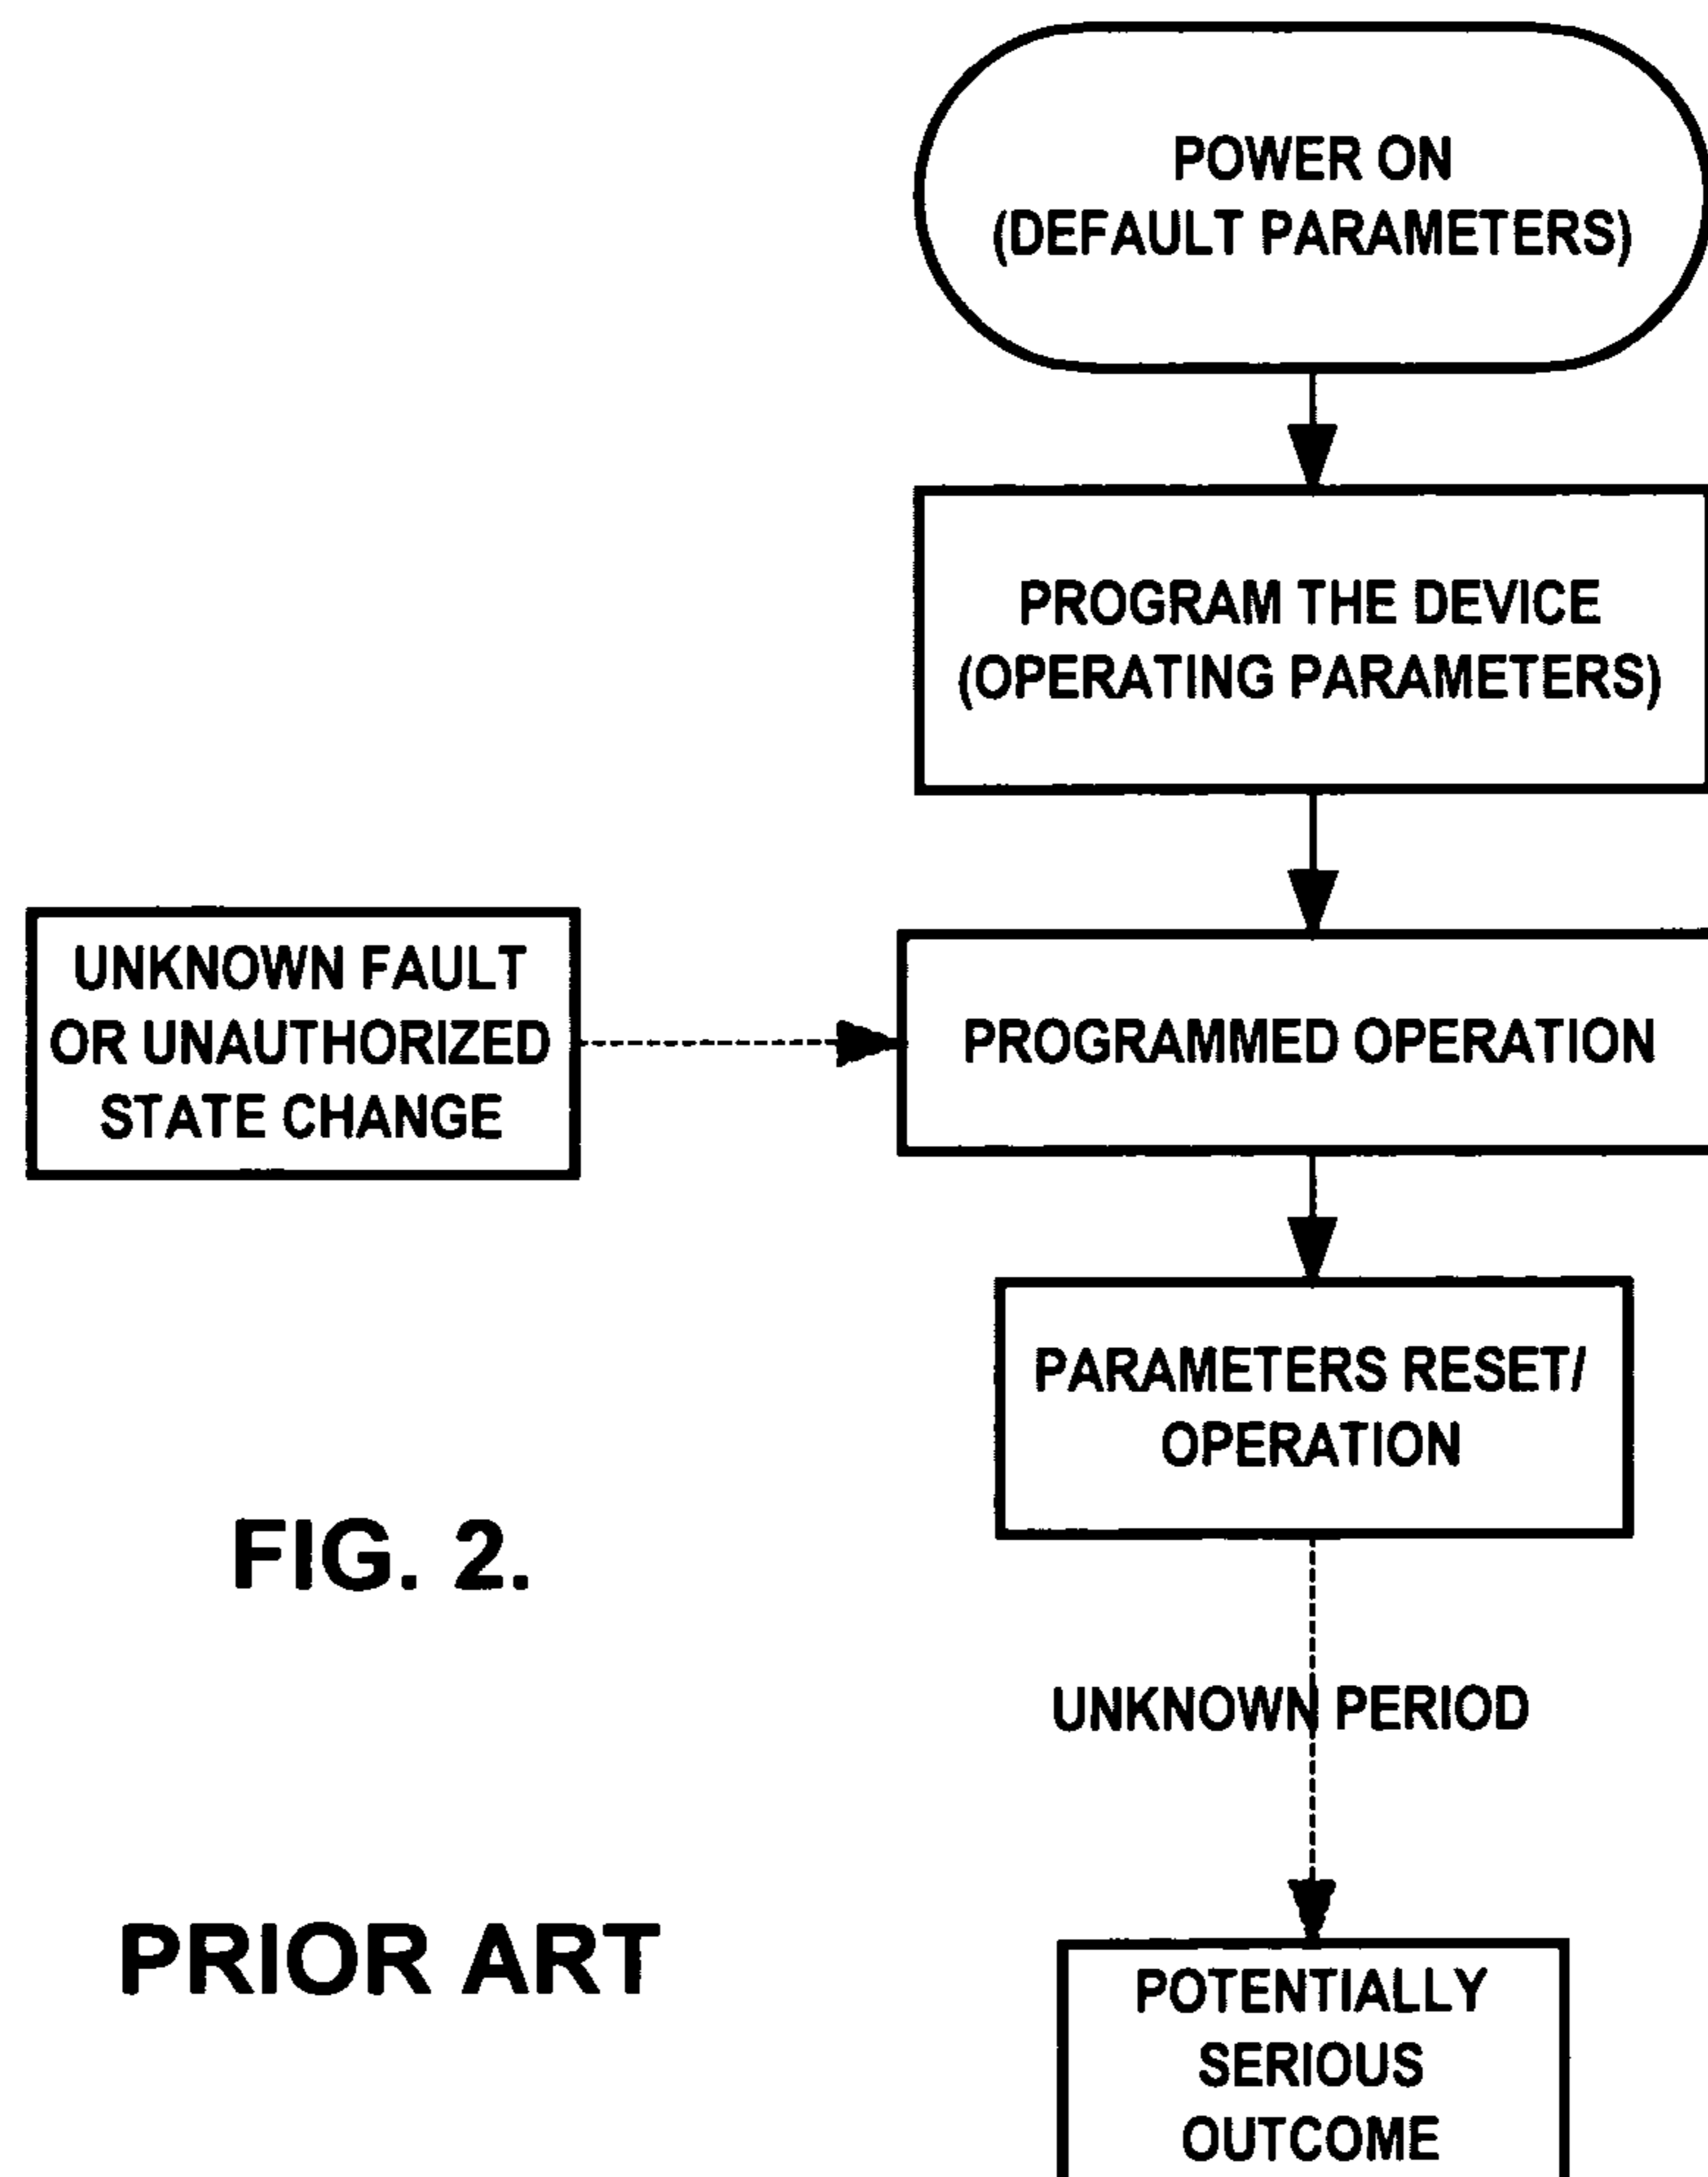 POWER ON
(DEFAULT PARAMETERS)
PROGRAM THE DEVICE
(OPERATING PARAMETERS)
UNKNOWN FAULT
OR UNAUTHORIZED
STATE CHANGE
PROGRAMMED OPERATION
PARAMETERS RESET/
OPERATION
FIG. 2.
UNKNOWN PERIOD
PRIOR ART
POTENTIALLY
SERIOUS
OUTCOME